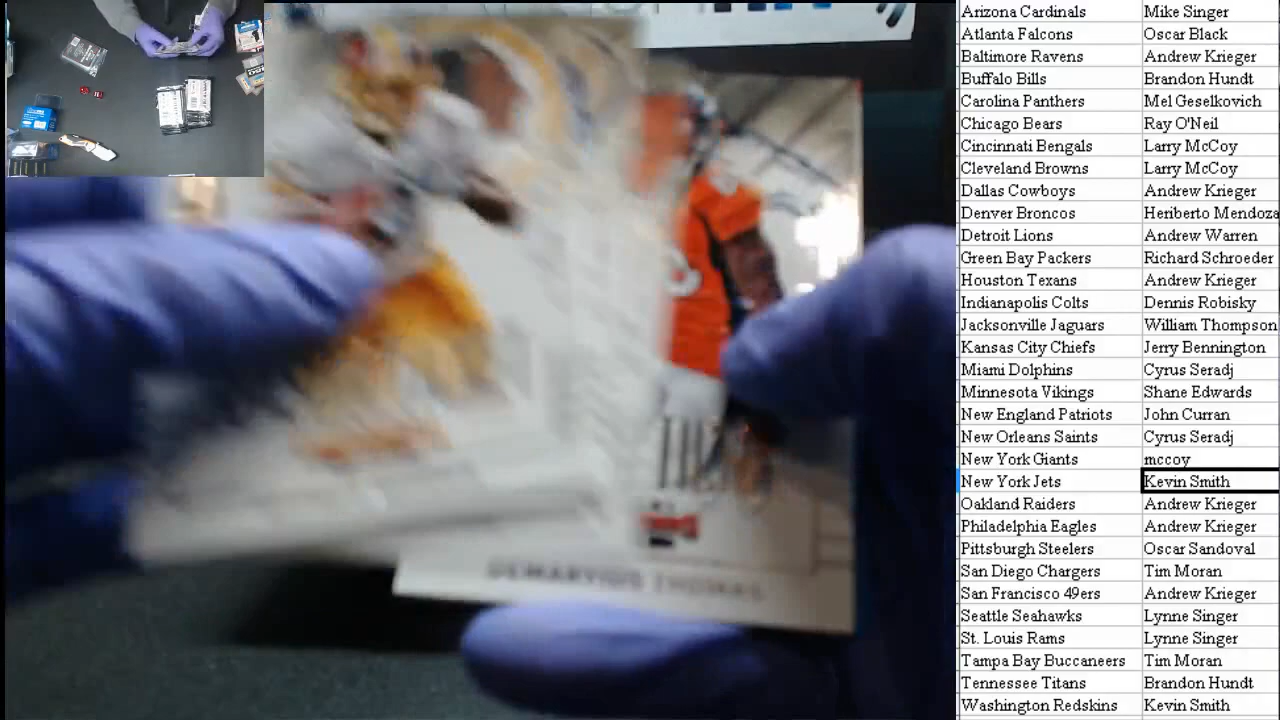 Arizona Cardinals Mike Singer
Atlanta Falcons Oscar Black
Baltimore Ravens Andrew Krieger
Buffalo Bills Brandon Hundt
Carolina Panthers Mel Geselkovich
Chicago Bears Ray O'Neil
Cincinnati Bengals Larry McCoy
Cleveland Browns Larry McCoy
Dallas Cowboys Andrew Krieger
Denver Broncos Heriberto Mendoza
Detroit Lions Andrew Warren
Green Bay Packers Richard Schroeder
Houston Texans Andrew Krieger
Indianapolis Colts Dennis Robisky
Jacksonville Jaguars William Thompson
Kansas City Chiefs Jerry Bennington
Miami Dolphins Cyrus Seradj
Minnesota Vikings Shane Edwards
New England Patriots John Curran
New Orleans Saints Cyrus Seradj
New York Giants mccoy
New York Jets Kevin Smith
Oakland Raiders Andrew Krieger
Philadelphia Eagles Andrew Krieger
Pittsburgh Steelers Oscar Sandoval
San Diego Chargers Tim Moran
San Francisco 49ers Andrew Krieger
Seattle Seahawks Lynne Singer
St. Louis Rams Lynne Singer
Tampa Bay Buccaneers Tim Moran
Tennessee Titans Brandon Hundt
Washington Redskins Kevin Smith
DEMARYIUS THOMAS